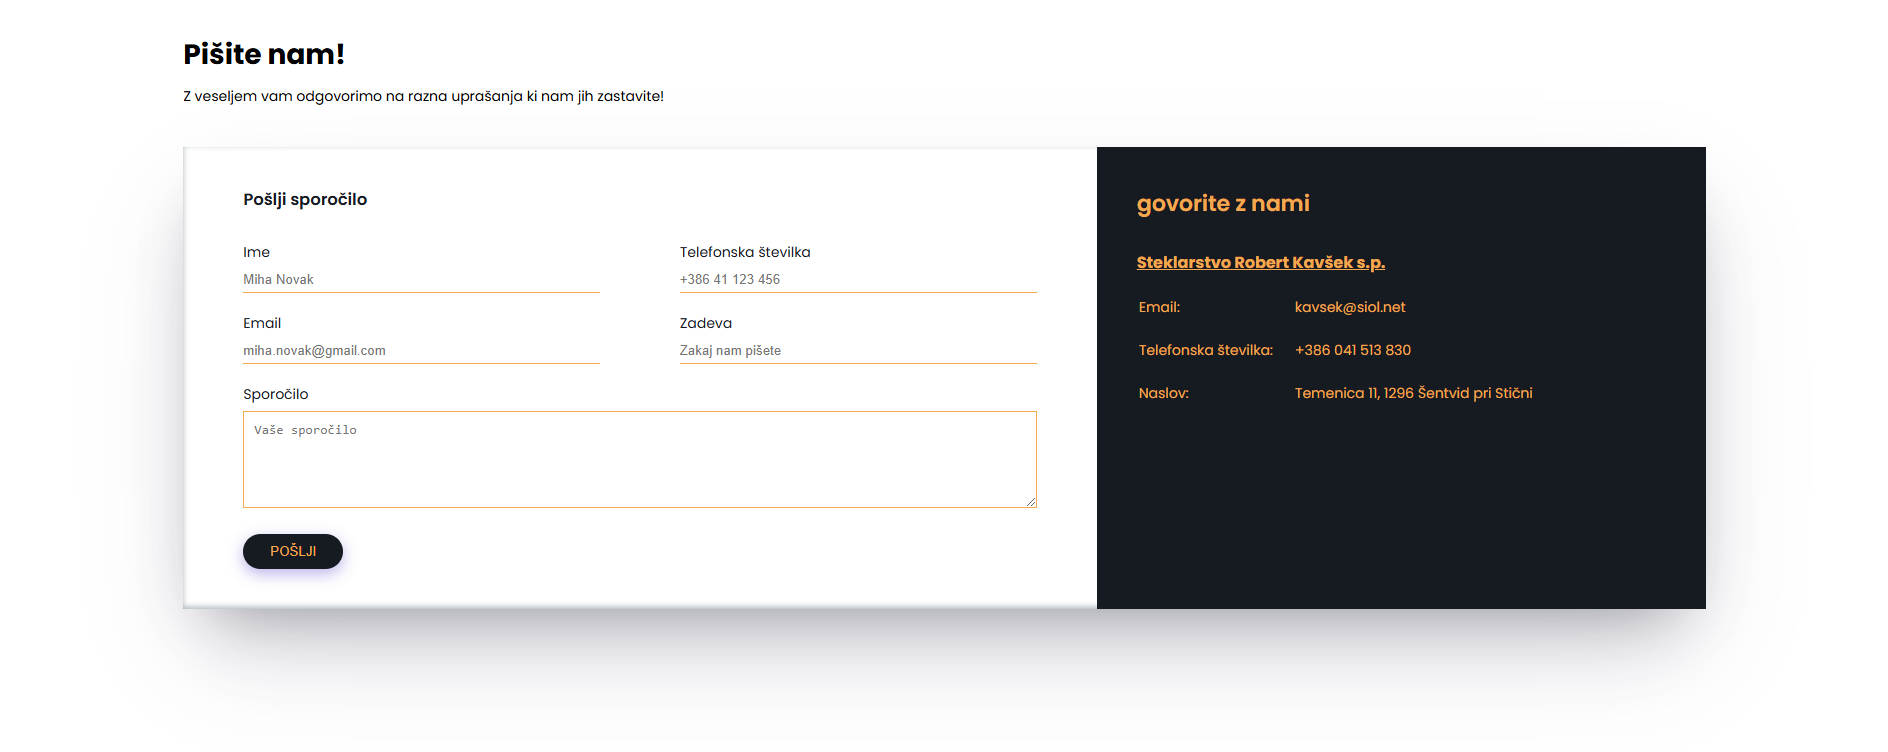 Pišite nam!
Z veseljem vam odgovorimo na razna uprašanja ki nam jih zastavite!
Pošlji sporočilo
Ime
Telefonska številka
Miha Novak
+386 41 123 456
Email
Zadeva
miha.novak@gmail.com
Zakaj nam pišete
Sporočilo
Vaše sporočilo
POŠLJI
govorite z nami
Steklarstvo Robert Kavšek s.p.
Email: kavsek@siol.net
Telefonska številka: +386 041 513 830
Naslov: Temenica 11, 1296 Šentvid pri Stični